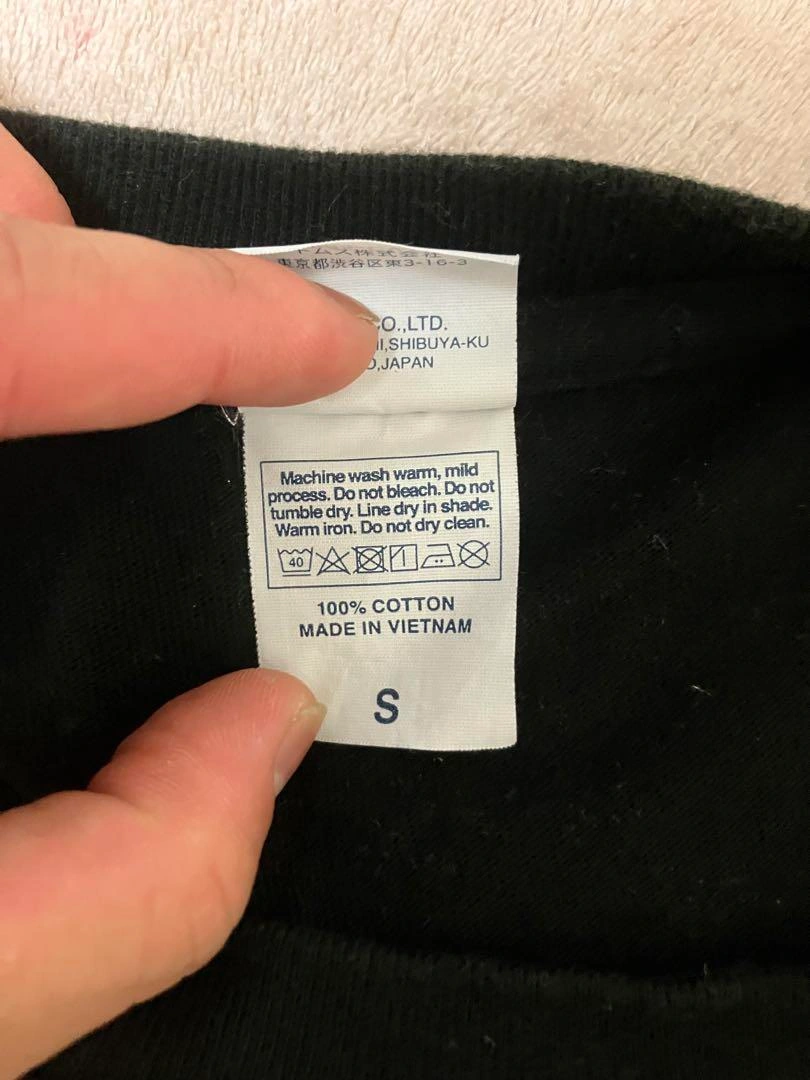 トムス株式会社
東京都渋谷区東3-16-3
CO.,LTD.
SHIBUYA-KU
JAPAN
Machine wash warm, mild
process. Do not bleach. Do not
tumble dry. Line dry in shade.
Warm iron. Do not dry clean.
40
100% COTTON
MADE IN VIETNAM
S